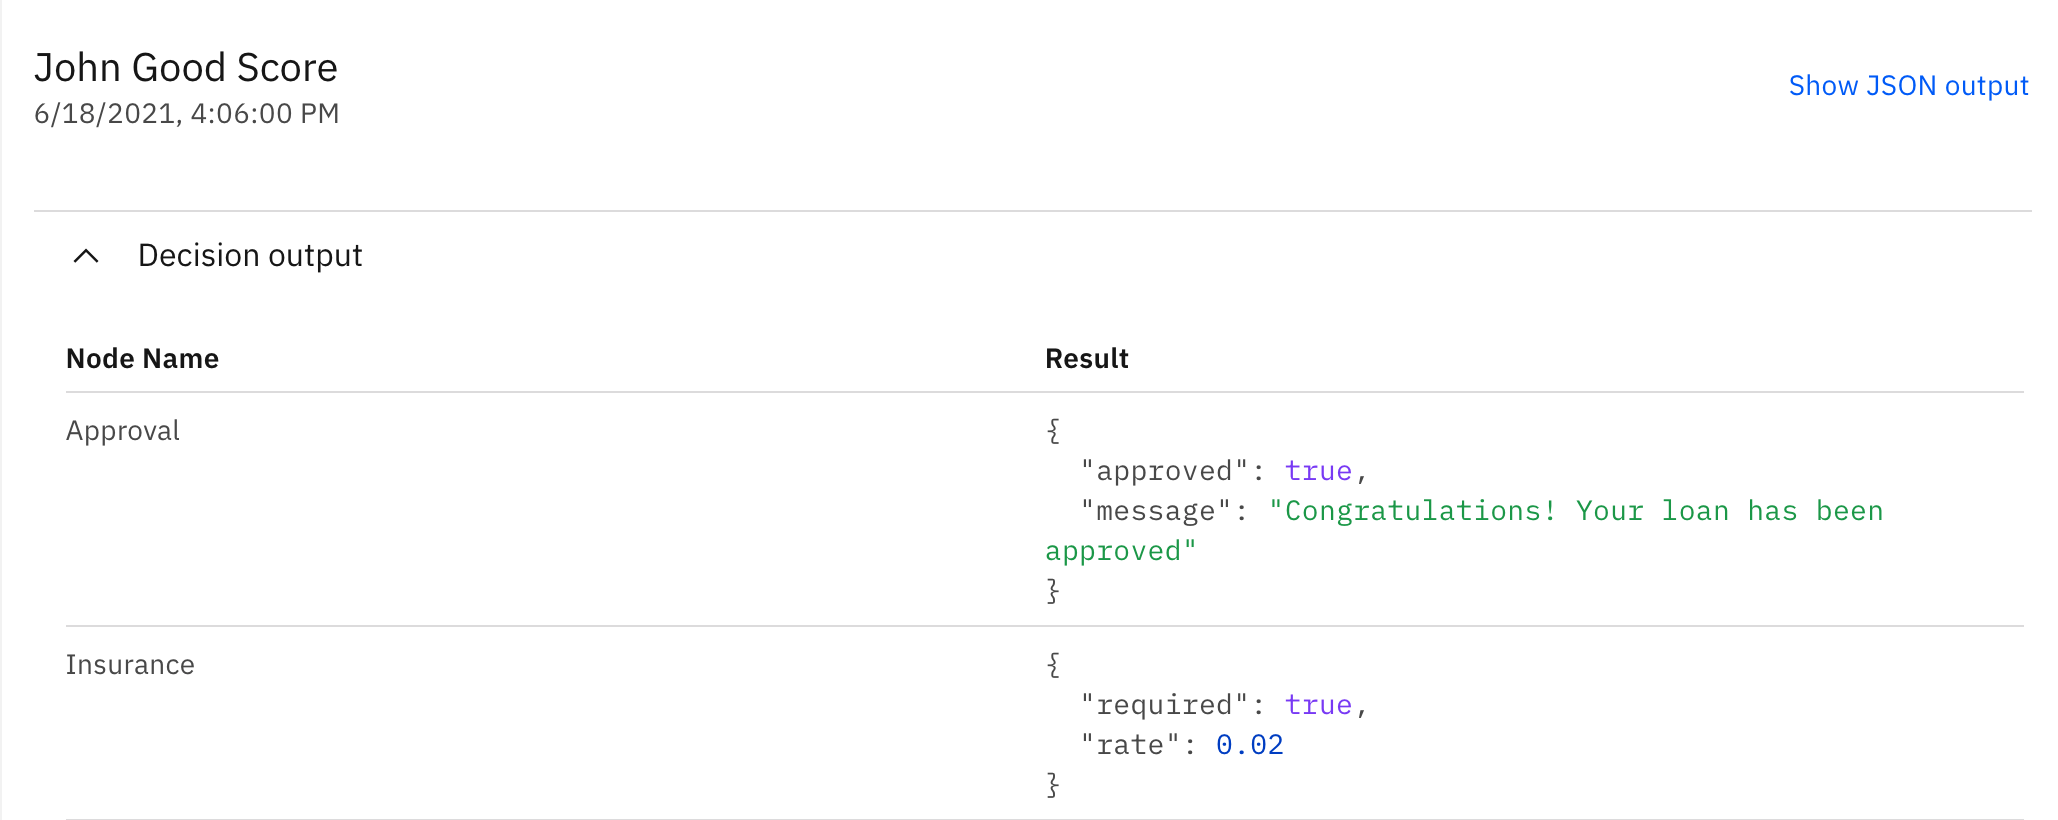 John Good Score
Show JSON output
6/18/2021, 4:06:00 PM
Decision output
Node Name Result
Approval {
"approved": true,
"message": "Congratulations! Your loan has been
approved"
}
Insurance {
"required": true,
"rate": 0.02
}